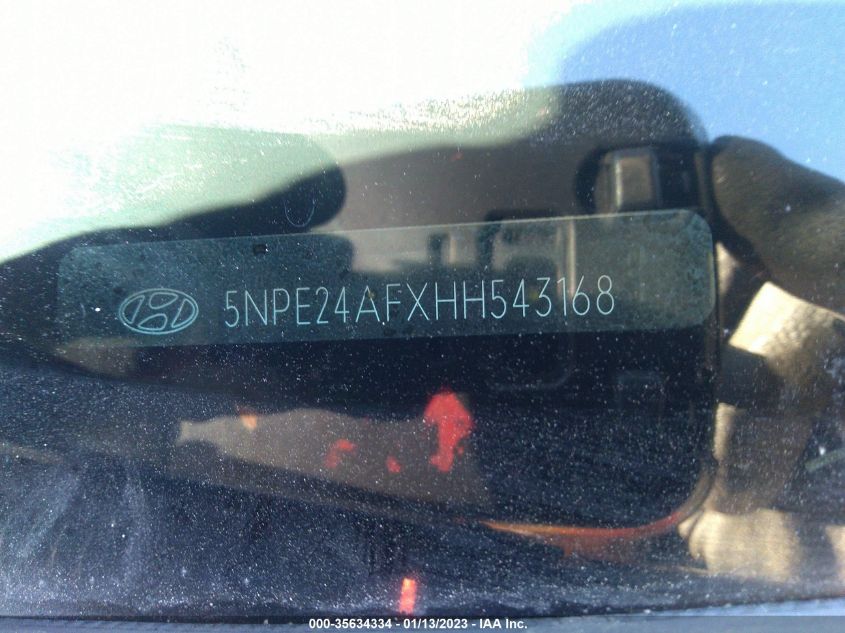 5NPE24AFXHH543168
000-35634334 - 01/13/2023 - IAA Inc.